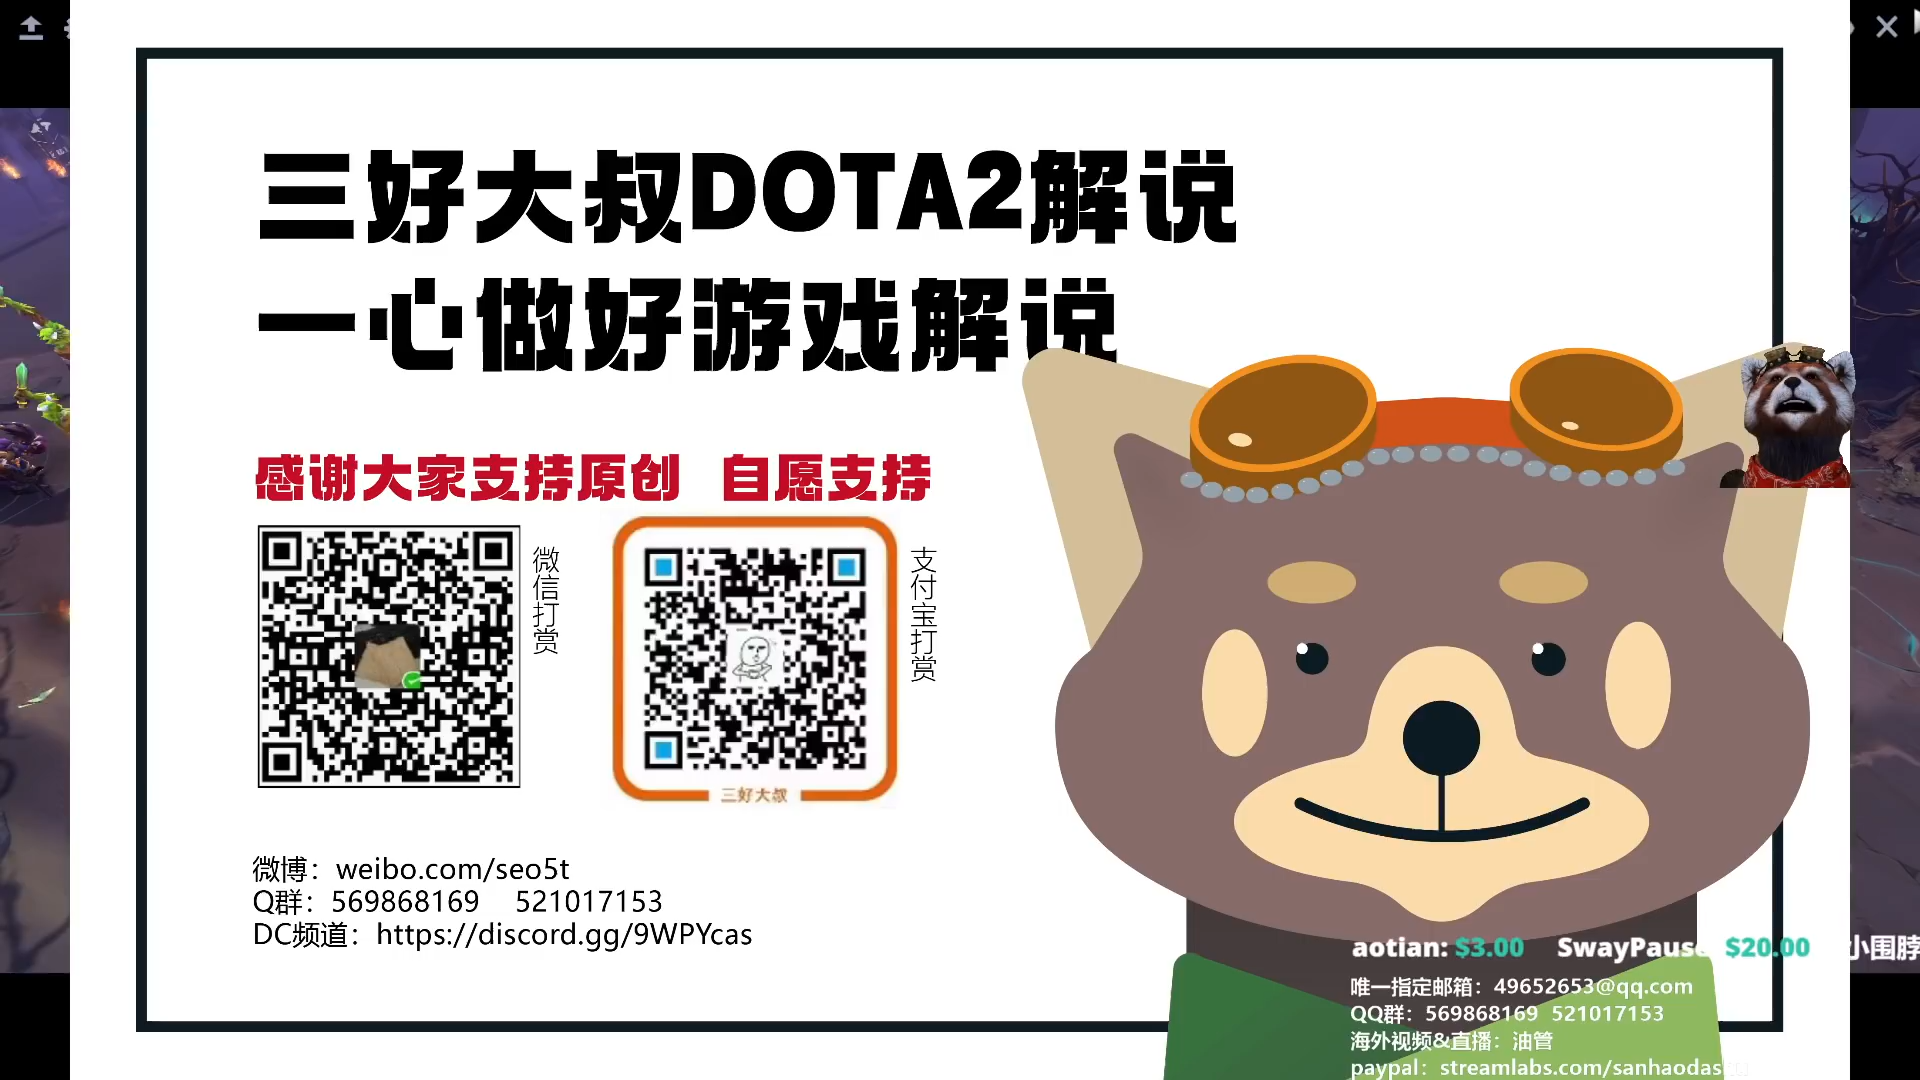 三好大叔DOTA2解说
一心做好游戏解说
感谢大家支持原创 自愿支持
微信打赏
支付宝打赏
三好大叔
微博：weibo.com/seo5t
Q群：569868169 521017153
DC频道：https://discord.gg/9WPYcas
aotian: $3.00 SwayPause $20.00 小围脖
唯一指定邮箱：49652653@qq.com
QQ群：569868169 521017153
海外视频&直播：油管
paypal：streamlabs.com/sanhaodas